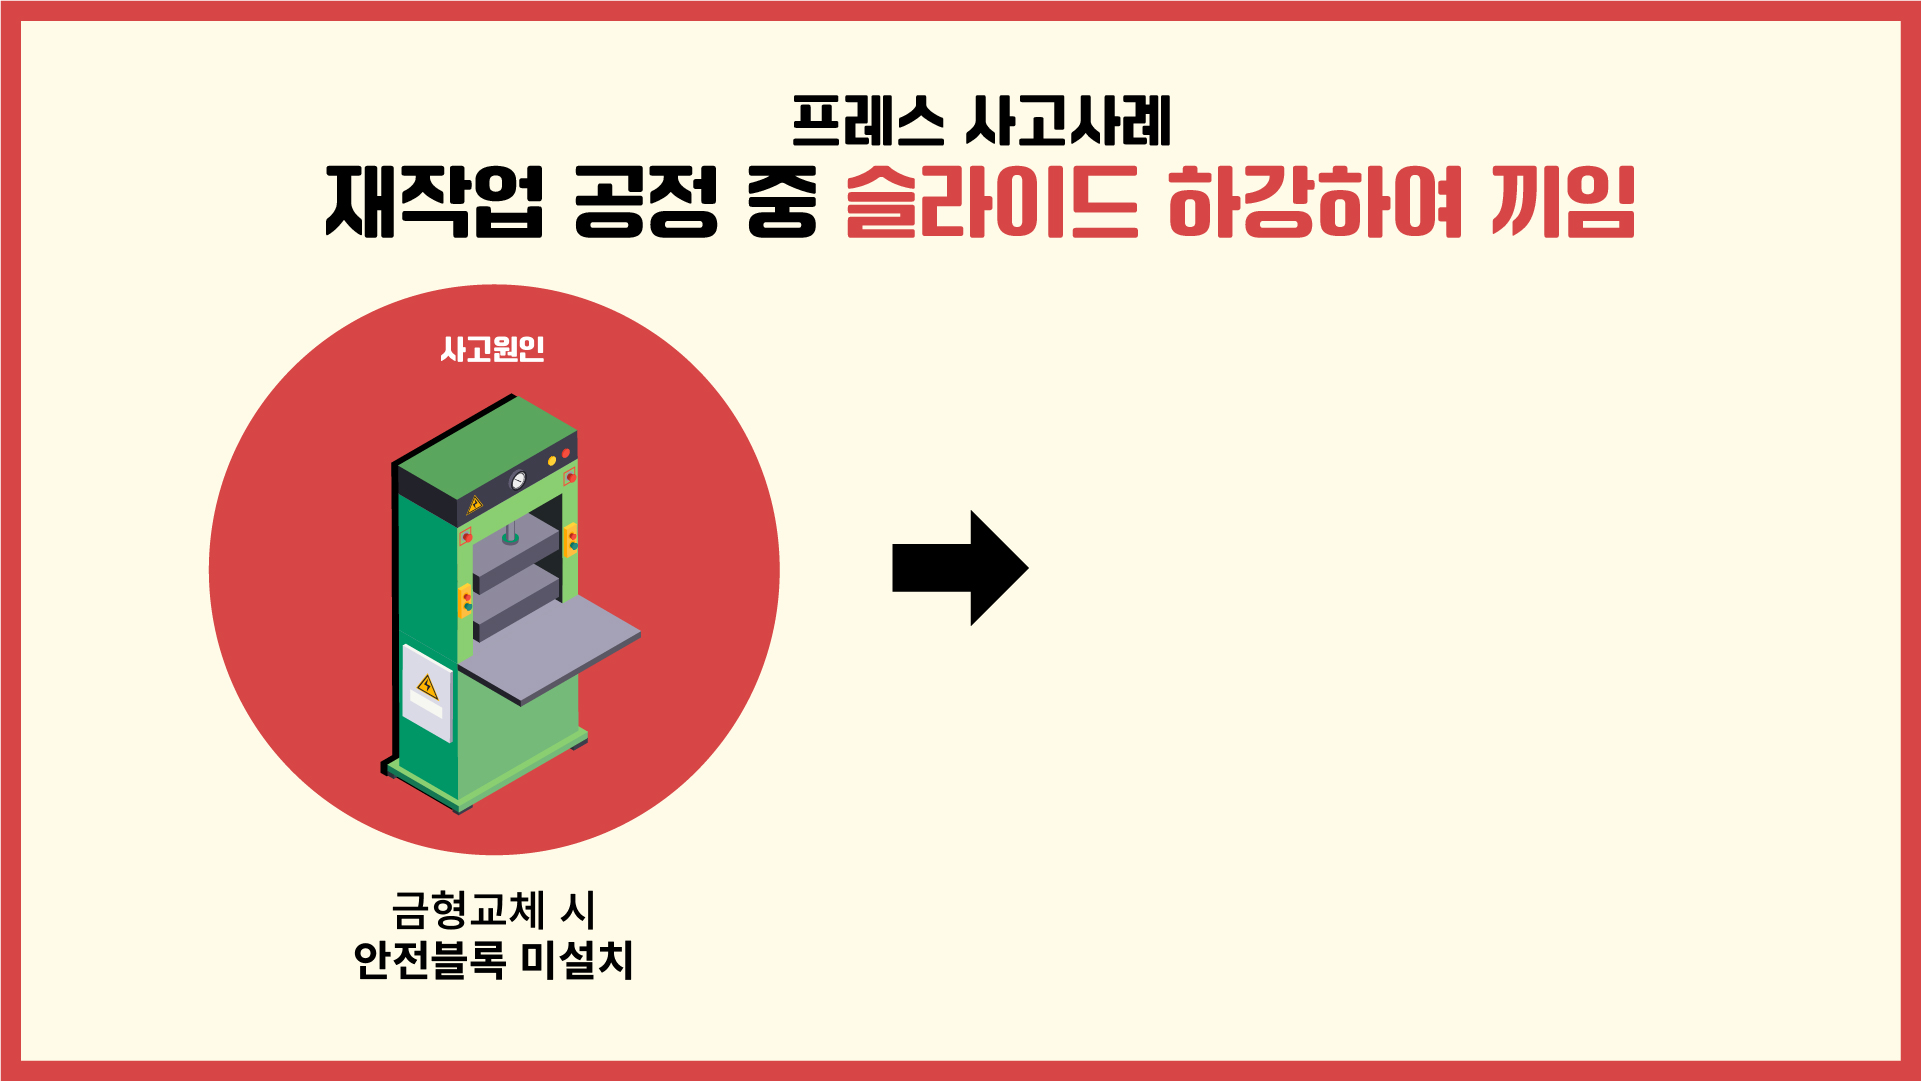 프레스 사고사례
재작업 공정 중 슬라이드 하강하여 끼임
사고원인
금형교체 시
안전블록 미설치